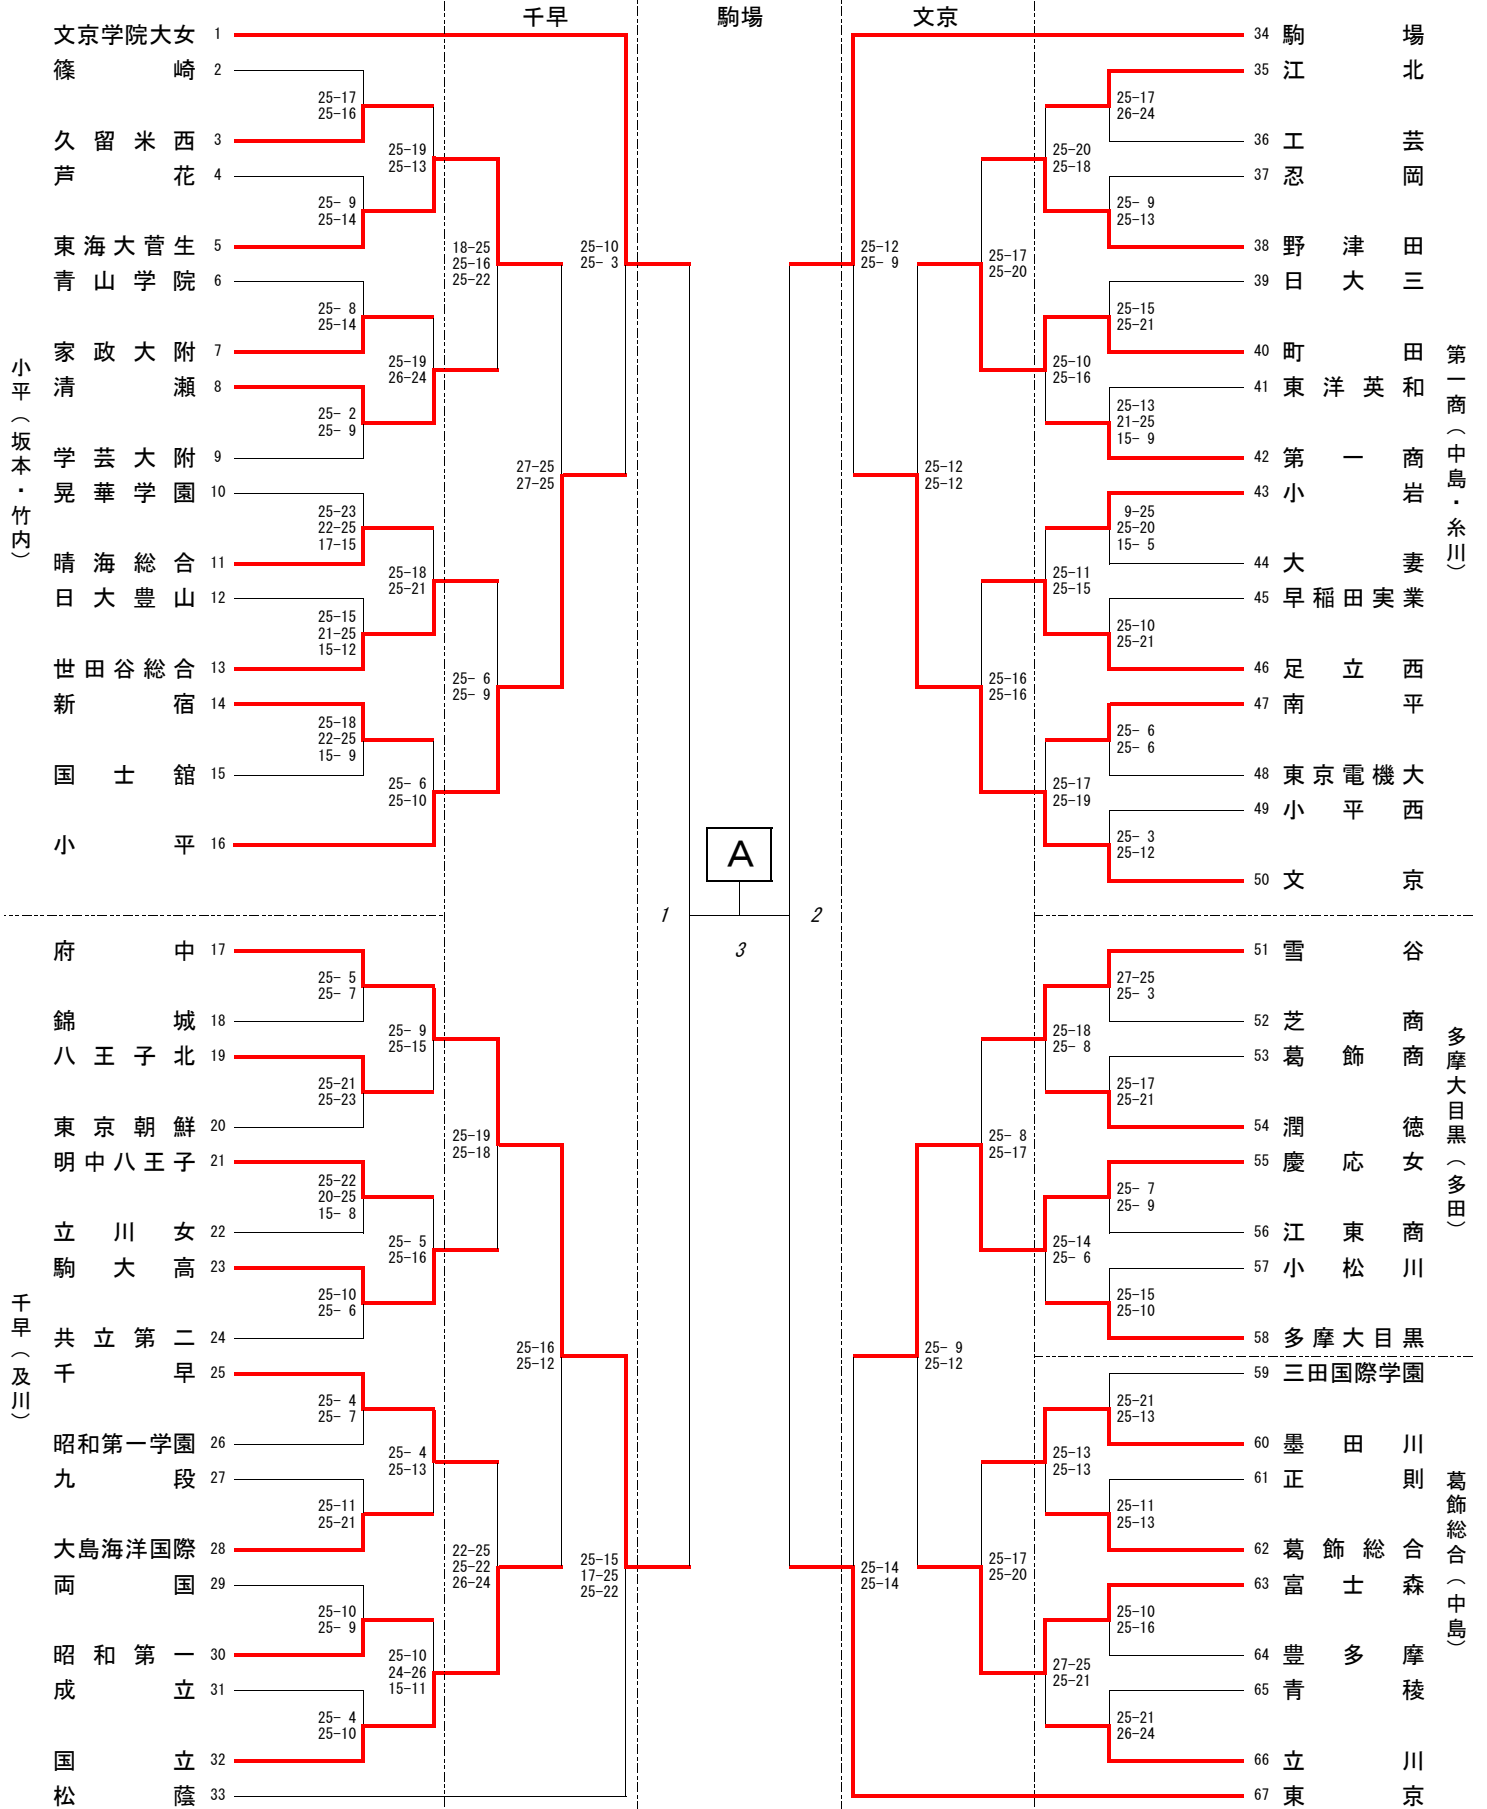 千早
駒場
文京
文京学院大女 1
篠崎 2
25-17
25-16
久留米西 3
25-19
25-13
芦花 4
25- 9
25-14
東海大菅生 5
18-25
25-16
25-22
25-10
25- 3
青山学院 6
25- 8
25-14
家政大附 7
25-19
26-24
清瀬 8
25- 2
25- 9
学芸大附 9
27-25
27-25
晃華学園 10
25-23
22-25
17-15
晴海総合 11
25-18
25-21
日大豊山 12
25-15
21-25
15-12
世田谷総合 13
25- 6
25- 9
新宿 14
25-18
22-25
15- 9
国士舘 15
25- 6
25-10
小平 16
小平（坂本・竹内）
府中 17
25- 5
25- 7
錦城 18
25- 9
25-15
八王子北 19
25-21
25-23
東京朝鮮 20
25-19
25-18
明中八王子 21
25-22
20-25
15- 8
立川女 22
25- 5
25-16
駒大高 23
25-10
25- 6
共立第二 24
25-16
25-12
千早 25
25- 4
25- 7
昭和第一学園 26
25- 4
25-13
九段 27
25-11
25-21
大島海洋国際 28
22-25
25-22
26-24
25-15
17-25
25-22
両国 29
25-10
25- 9
昭和第一 30
25-10
24-26
15-11
成立 31
25- 4
25-10
国立 32
松蔭 33
千早（及川）
A
1
2
3
34 駒場
35 江北
25-17
26-24
36 工芸
25-20
25-18
37 忍岡
25- 9
25-13
38 野津田
25-12
25- 9
25-17
25-20
39 日大三
25-15
25-21
40 町田
25-10
25-16
41 東洋英和
25-13
21-25
15- 9
42 第一商
25-12
25-12
43 小岩
9-25
25-20
15- 5
44 大妻
25-11
25-15
45 早稲田実業
25-10
25-21
46 足立西
25-16
25-16
47 南平
25- 6
25- 6
48 東京電機大
25-17
25-19
49 小平西
25- 3
25-12
50 文京
第一商（中島・糸川）
51 雪谷
27-25
25- 3
52 芝商
25-18
25- 8
53 葛飾商
25-17
25-21
54 潤徳
25- 8
25-17
55 慶応女
25- 7
25- 9
56 江東商
25-14
25- 6
57 小松川
25-15
25-10
58 多摩大目黒
25- 9
25-12
多摩大目黒（多田）
59 三田国際学園
25-21
25-13
60 墨田川
25-13
25-13
61 正則
25-11
25-13
62 葛飾総合
25-14
25-14
25-17
25-20
63 富士森
25-10
25-16
64 豊多摩
27-25
25-21
65 青稜
25-21
26-24
66 立川
67 東京
葛飾総合（中島）